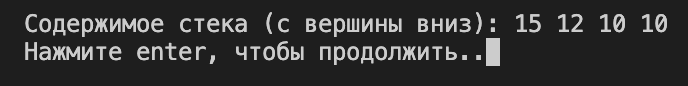 Содержимое стека (с вершины вниз): 15 12 10 10
Нажмите enter, чтобы продолжить..